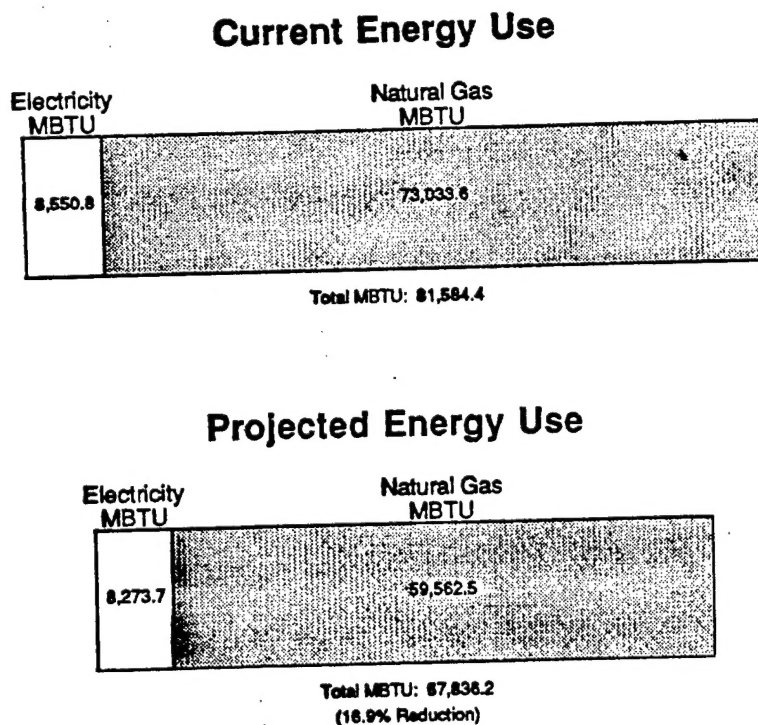 Current Energy Use
Electricity
MBTU
Natural Gas
MBTU
8,550.8
73,033.6
Total MBTU: 81,584.4
Projected Energy Use
Electricity
MBTU
Natural Gas
MBTU
8,273.7
59,562.5
Total MBTU: 67,836.2
(16.9% Reduction)